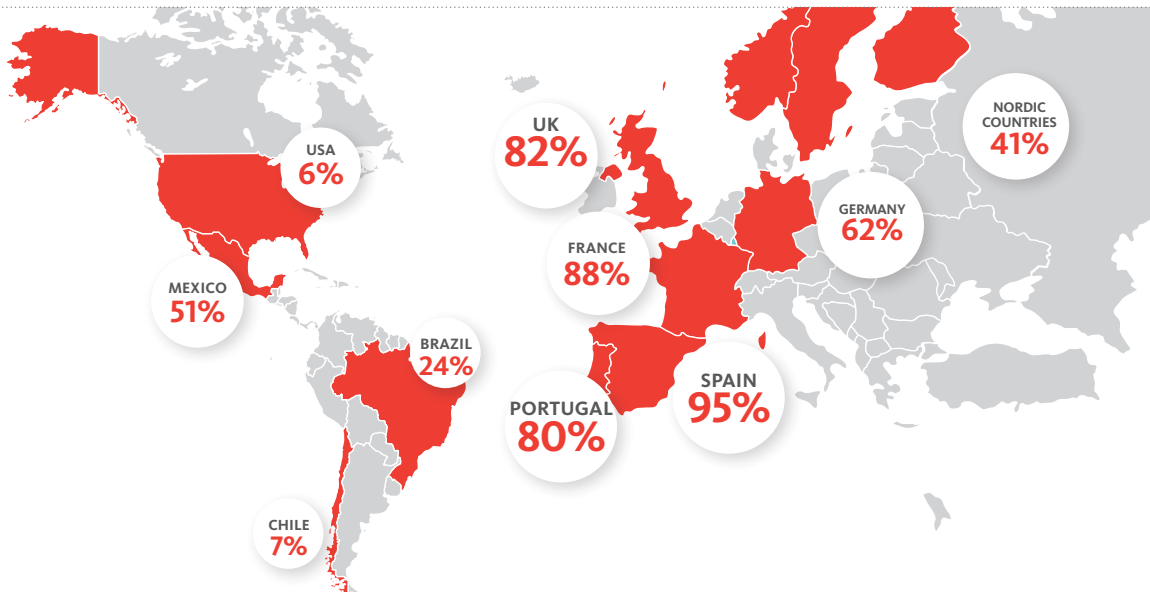 USA
6%
MEXICO
51%
BRAZIL
24%
CHILE
7%
UK
82%
FRANCE
88%
PORTUGAL
80%
SPAIN
95%
GERMANY
62%
NORDIC
COUNTRIES
41%